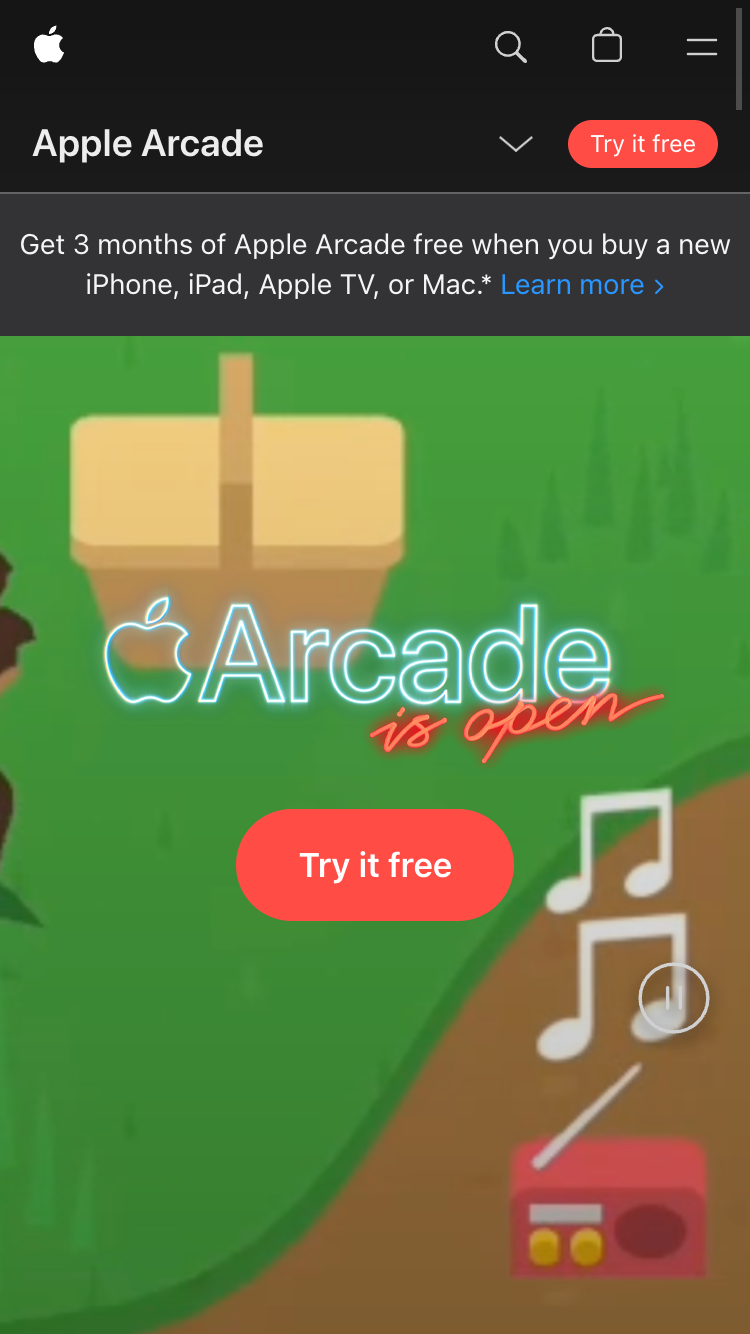 Apple Arcade
Try it free
Get 3 months of Apple Arcade free when you buy a new
iPhone, iPad, Apple TV, or Mac.* Learn more >
Arcade
is open
Try it free